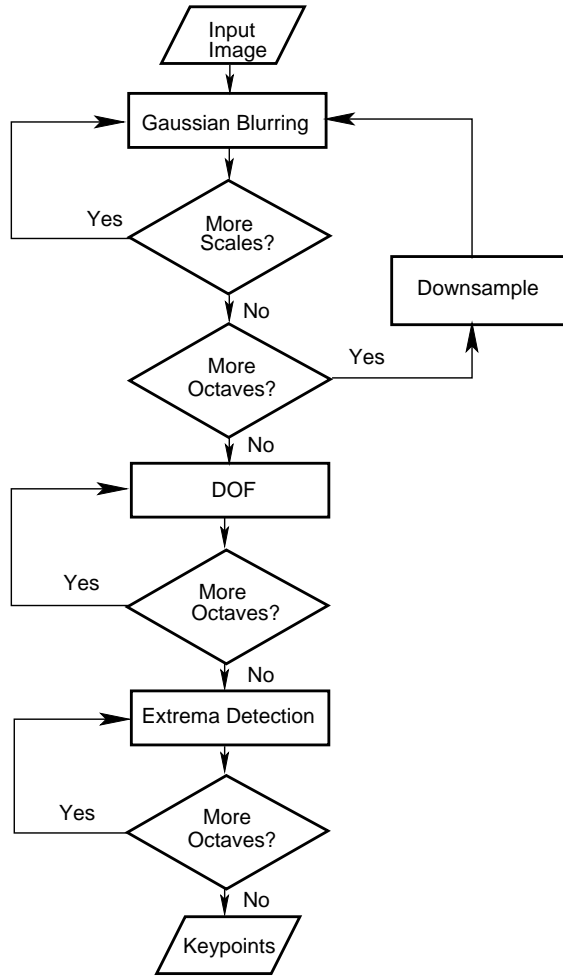 Input
Image
Gaussian Blurring
Yes
More
Scales?
Downsample
No
Yes
More
Octaves?
No
DOF
Yes
More
Octaves?
No
Extrema Detection
Yes
More
Octaves?
No
Keypoints